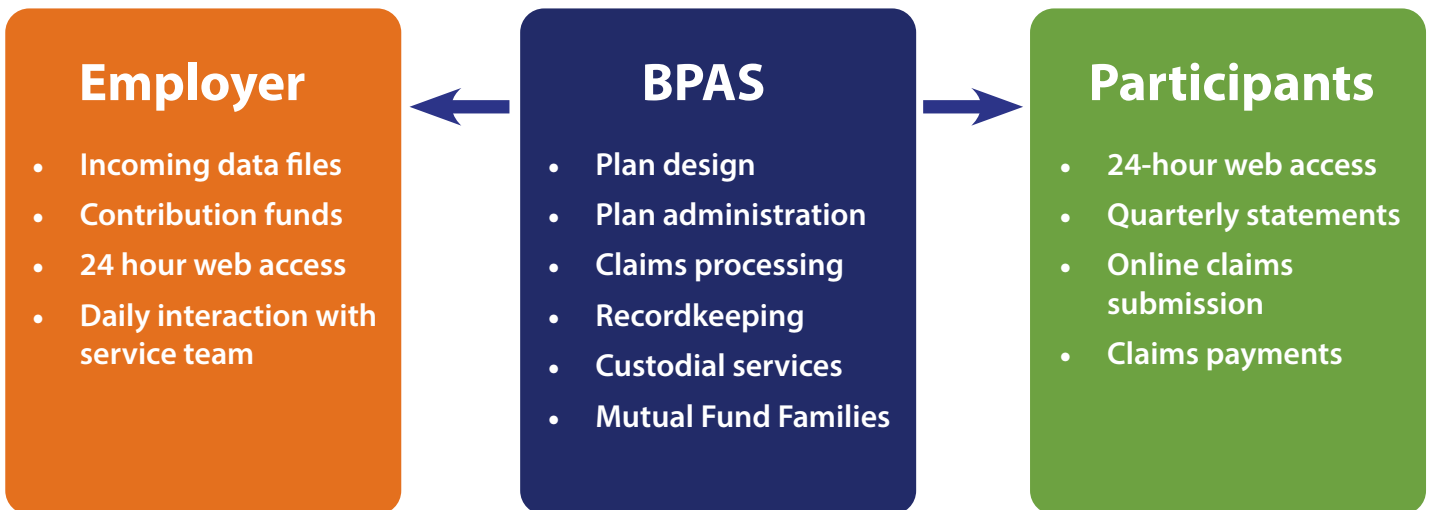 Employer
• Incoming data files
• Contribution funds
• 24 hour web access
• Daily interaction with
service team
BPAS
• Plan design
• Plan administration
• Claims processing
• Recordkeeping
• Custodial services
• Mutual Fund Families
Participants
• 24-hour web access
• Quarterly statements
• Online claims
submission
• Claims payments